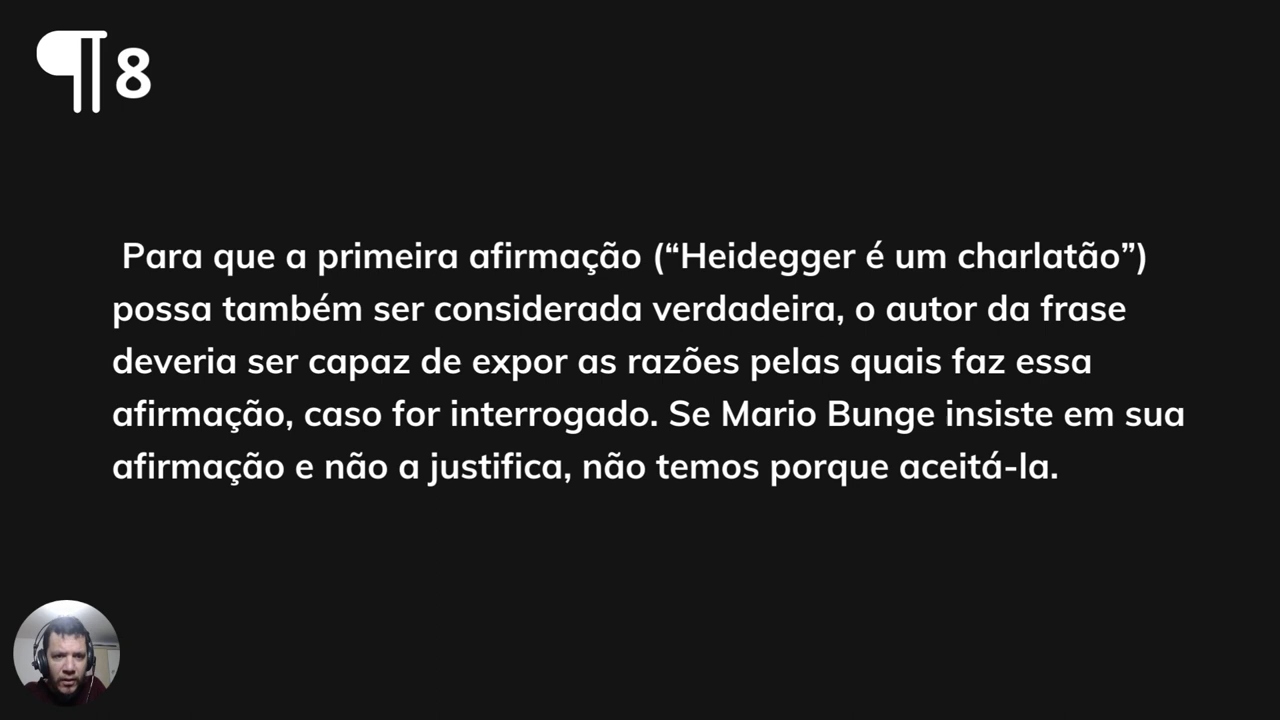 ¶ 8
Para que a primeira afirmação (“Heidegger é um charlatão”)
possa também ser considerada verdadeira, o autor da frase
deveria ser capaz de expor as razões pelas quais faz essa
afirmação, caso for interrogado. Se Mario Bunge insiste em sua
afirmação e não a justifica, não temos porque aceitá-la.